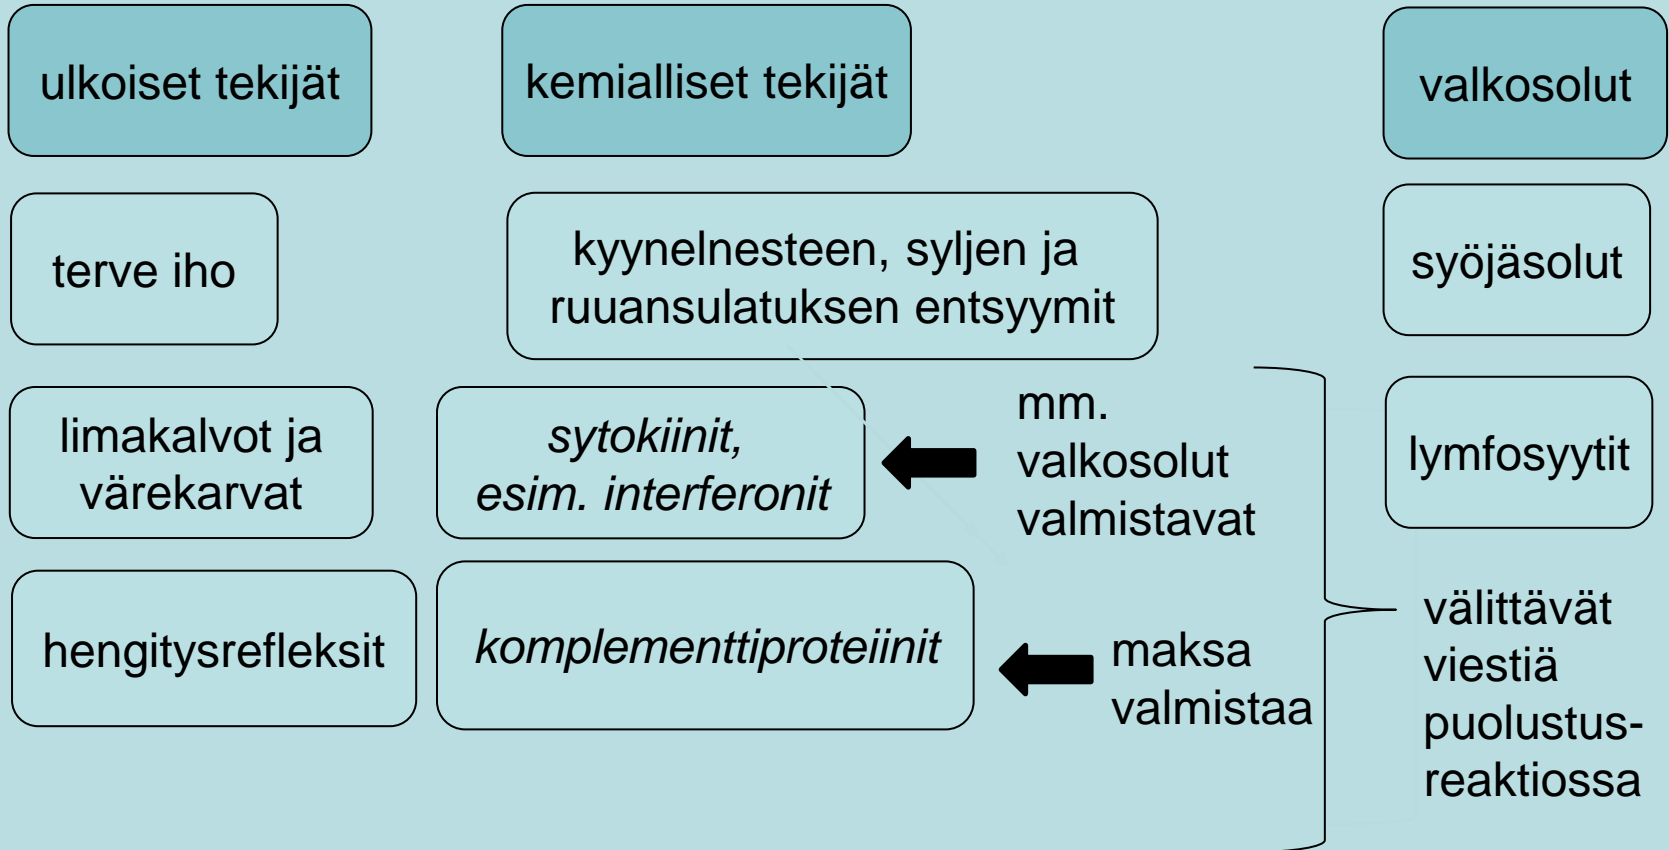 ulkoiset tekijät
kemialliset tekijät
valkosolut
terve iho
kyynelnesteen, syljen ja
ruuansulatuksen entsyymit
syöjäsolut
limakalvot ja
värekarvat
sytokiinit,
esim. interferonit
mm.
valkosolut
valmistavat
lymfosyytit
hengitysrefleksit
komplementtiproteiinit
maksa
valmistaa
välittävät
viestiä
puolustus-
reaktiossa